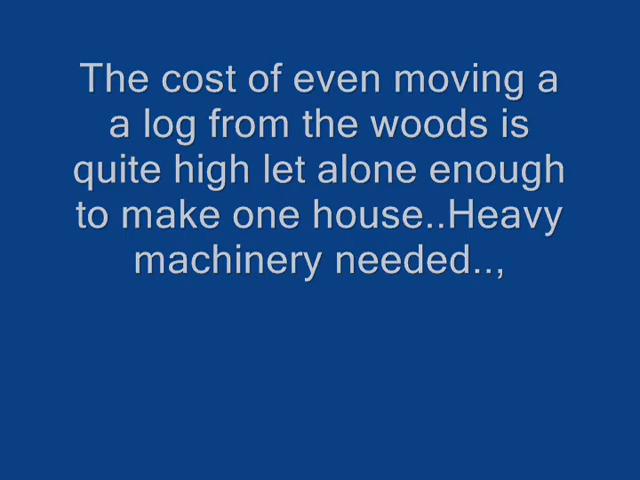 The cost of even moving a
a log from the woods is
quite high let alone enough
to make one house..Heavy
machinery needed..,